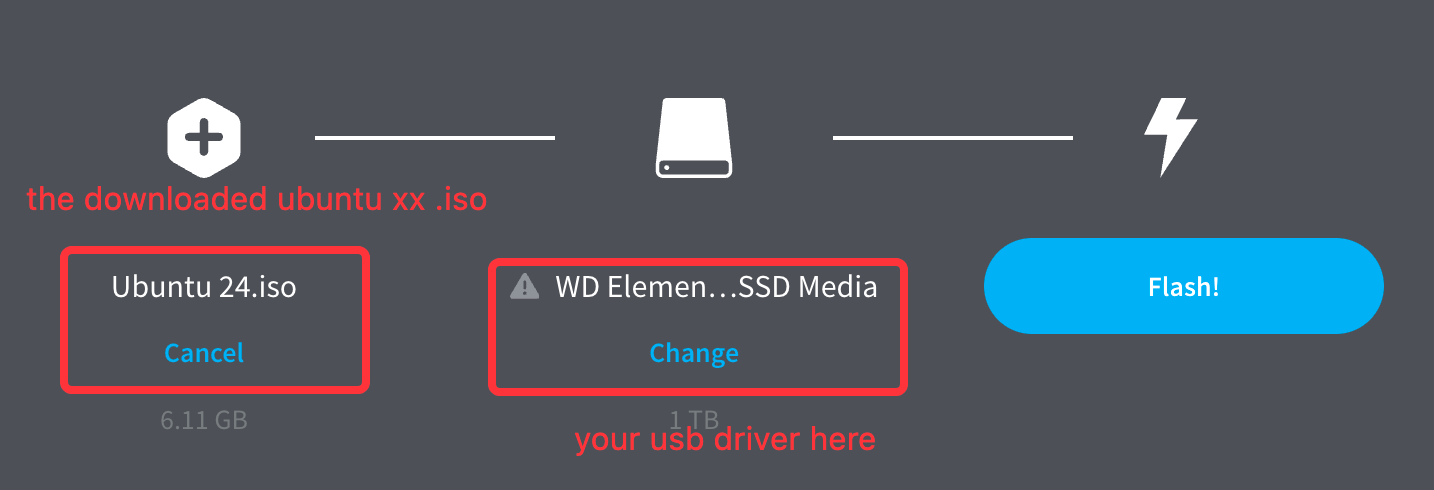 the downloaded ubuntu xx .iso
Ubuntu 24.iso
Cancel
6.11 GB
WD Elemen…SSD Media
Change
1 TB
your usb driver here
Flash!